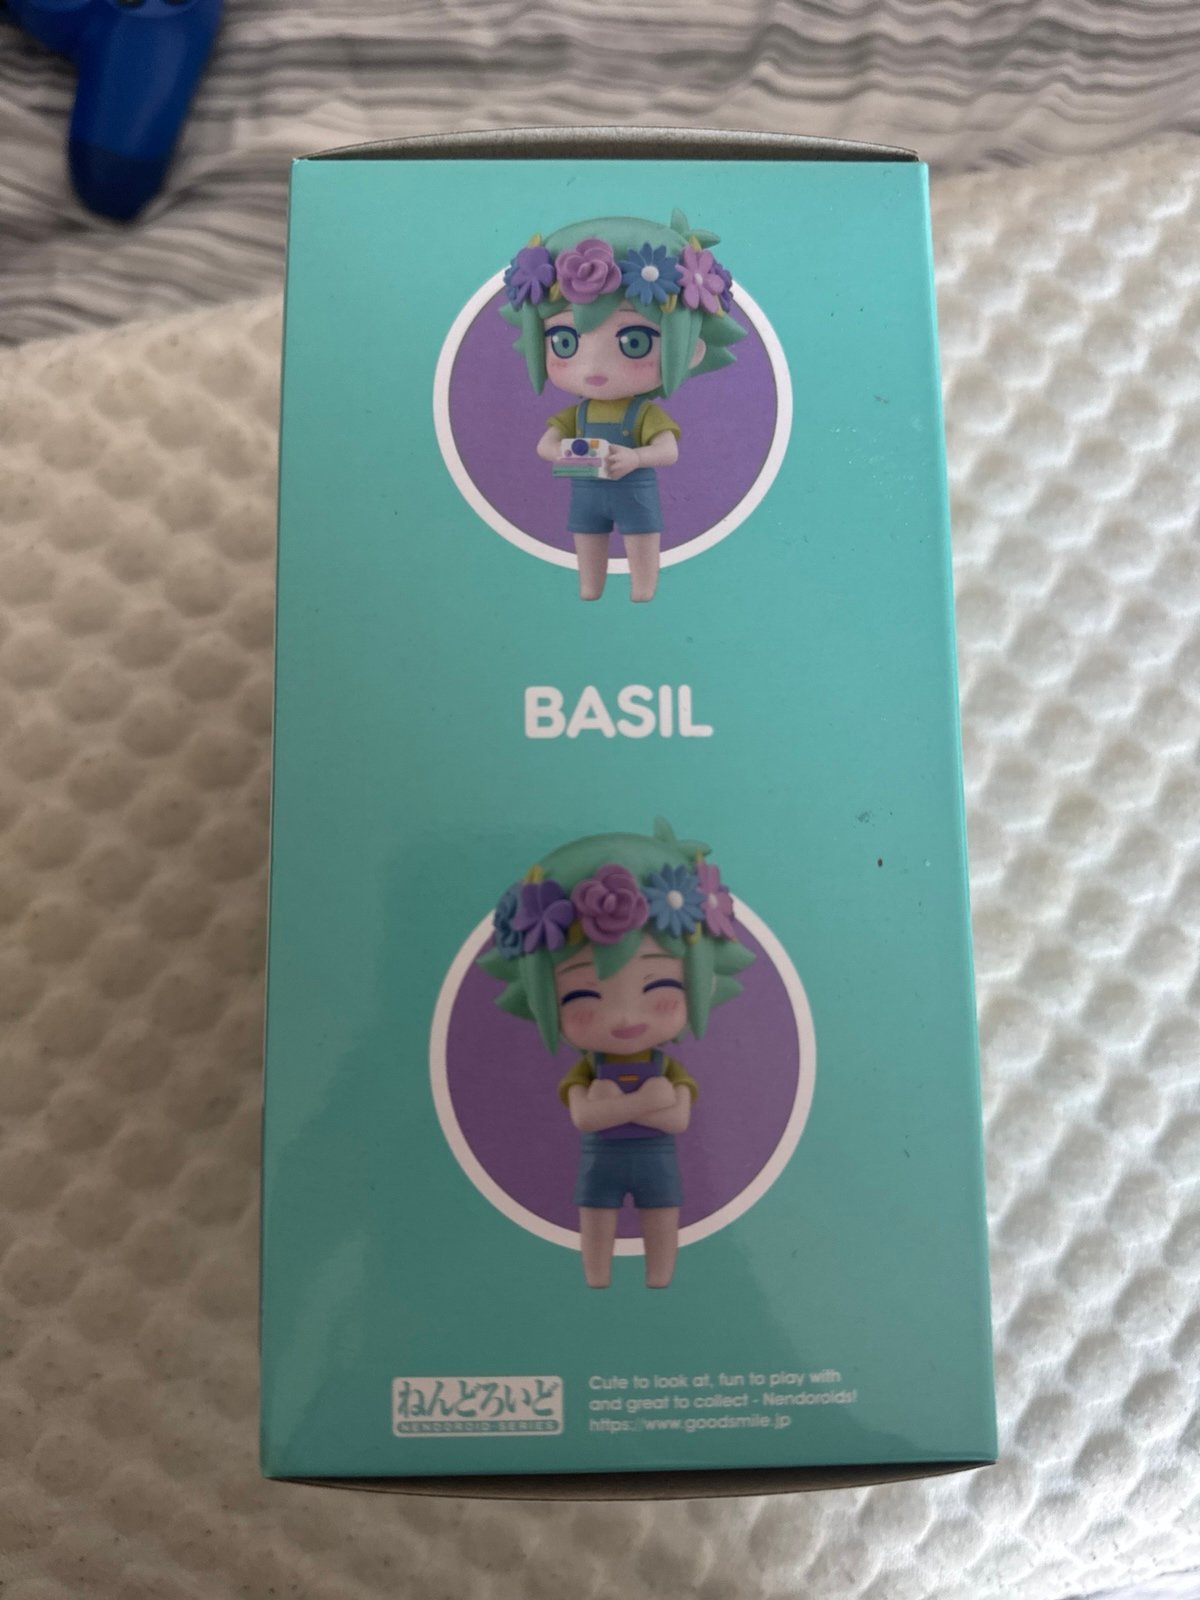 BASIL
ねんどろいど
NENDOROID SERIES
Cute to look at, fun to play with
and great to collect - Nendoroids!
https://www.goodsmile.jp